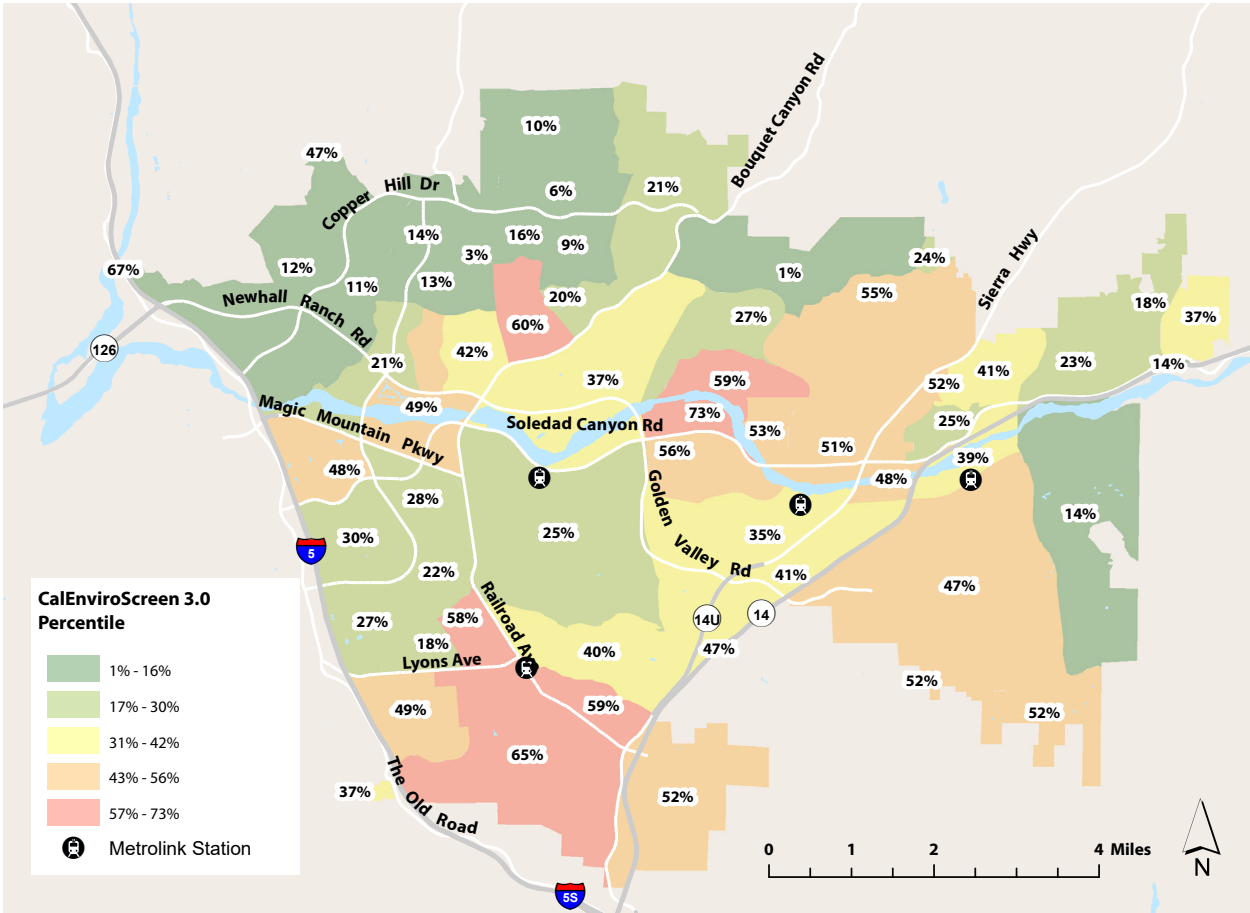 10%
47%
Bouquet Canyon Rd
Copper Hill Dr
6%
21%
14%
16%
9%
3%
67%
12%
11%
13%
1%
24%
Sierra Hwy
55%
Newhall Ranch Rd
20%
18%
37%
60%
27%
126
42%
21%
37%
41%
23%
14%
59%
52%
49%
Magic Mountain Pkwy
Soledad Canyon Rd
73%
53%
25%
56%
51%
39%
48%
48%
28%
Golden Valley Rd
14%
30%
25%
35%
5
22%
41%
47%
Railroad Ave
58%
14U
14
27%
18%
Lyons Ave
40%
47%
52%
49%
59%
52%
65%
37%
The Old Road
52%
5S
CalEnviroScreen 3.0
Percentile
1% - 16%
17% - 30%
31% - 42%
43% - 56%
57% - 73%
Metrolink Station
0 1 2 4 Miles
N